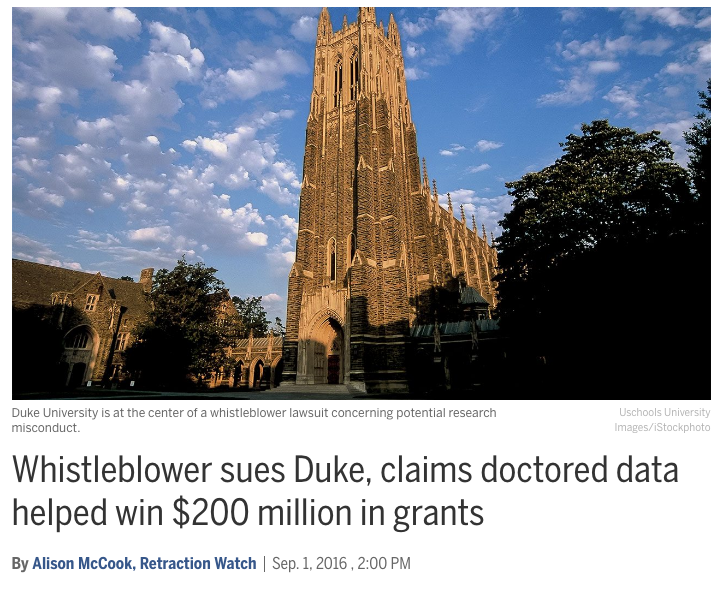 Duke University is at the center of a whistleblower lawsuit concerning potential research
misconduct.
Uschools University
Images/iStockphoto
Whistleblower sues Duke, claims doctored data
helped win $200 million in grants
By Alison McCook, Retraction Watch | Sep. 1, 2016 , 2:00 PM